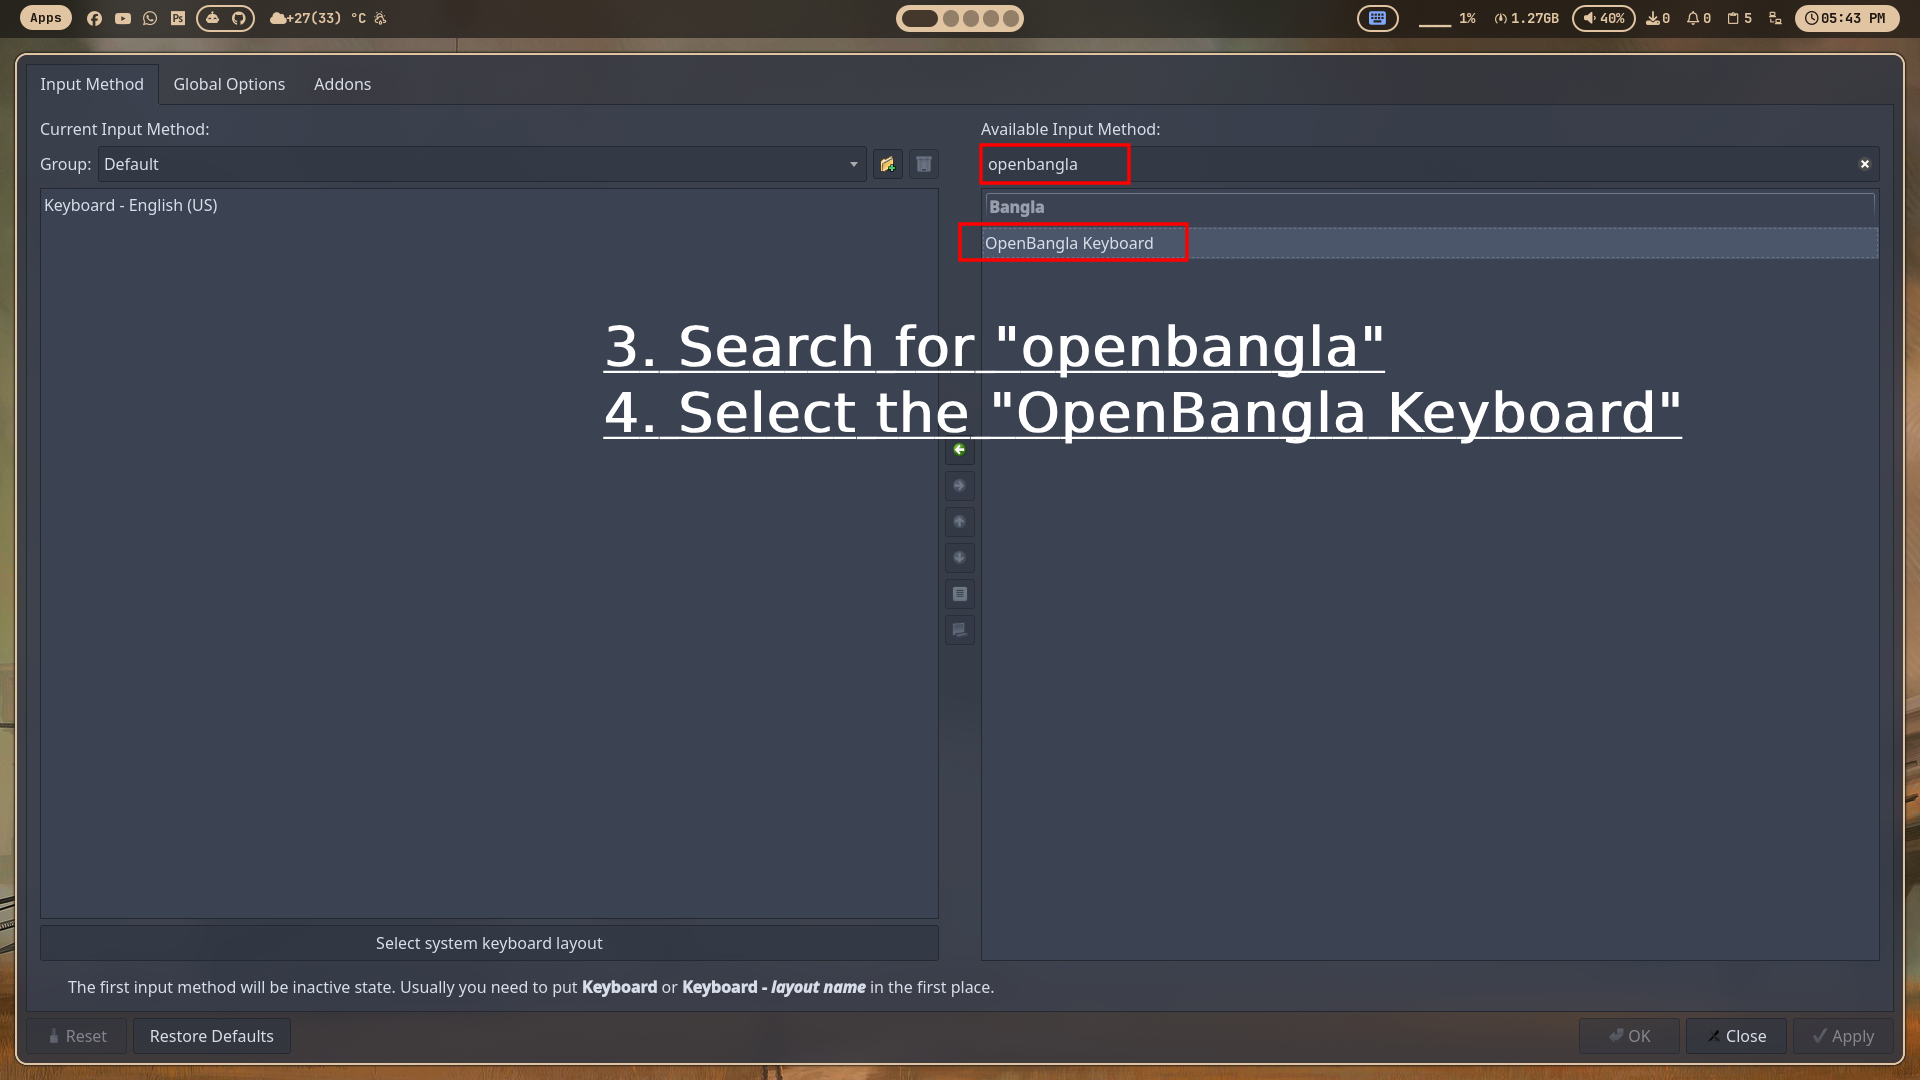 Apps
+27(33) °C
1%
1.27GB
40%
0
0
5
05:43 PM
Input Method
Global Options
Addons
Current Input Method:
Available Input Method:
Group:
Default
openbangla
Keyboard - English (US)
Bangla
OpenBangla Keyboard
3. Search for "openbangla"
4. Select the "OpenBangla Keyboard"
Select system keyboard layout
The first input method will be inactive state. Usually you need to put Keyboard or Keyboard - layout name in the first place.
Reset
Restore Defaults
OK
Close
Apply